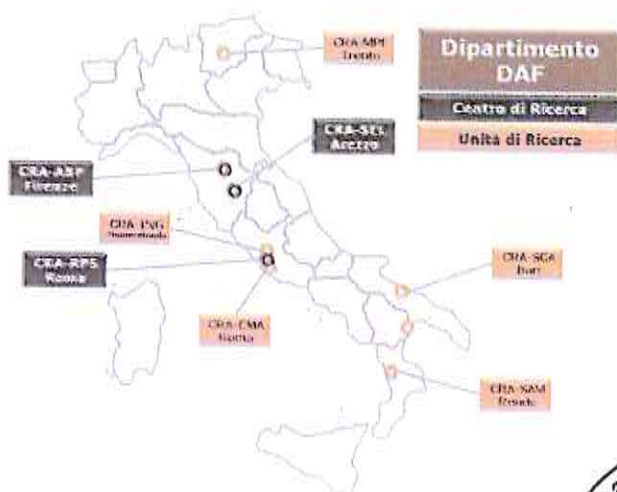 CRA-MPF
Trento
Dipartimento
DAF
Centro di Ricerca
Unità di Ricerca
CRA-SEL
Arezzo
CRA-ABP
Firenze
CRA-PVG
CRA-RPS
Roma
CRA-CMA
Roma
CRA-SCA
Bari
CRA-SAM
Rende